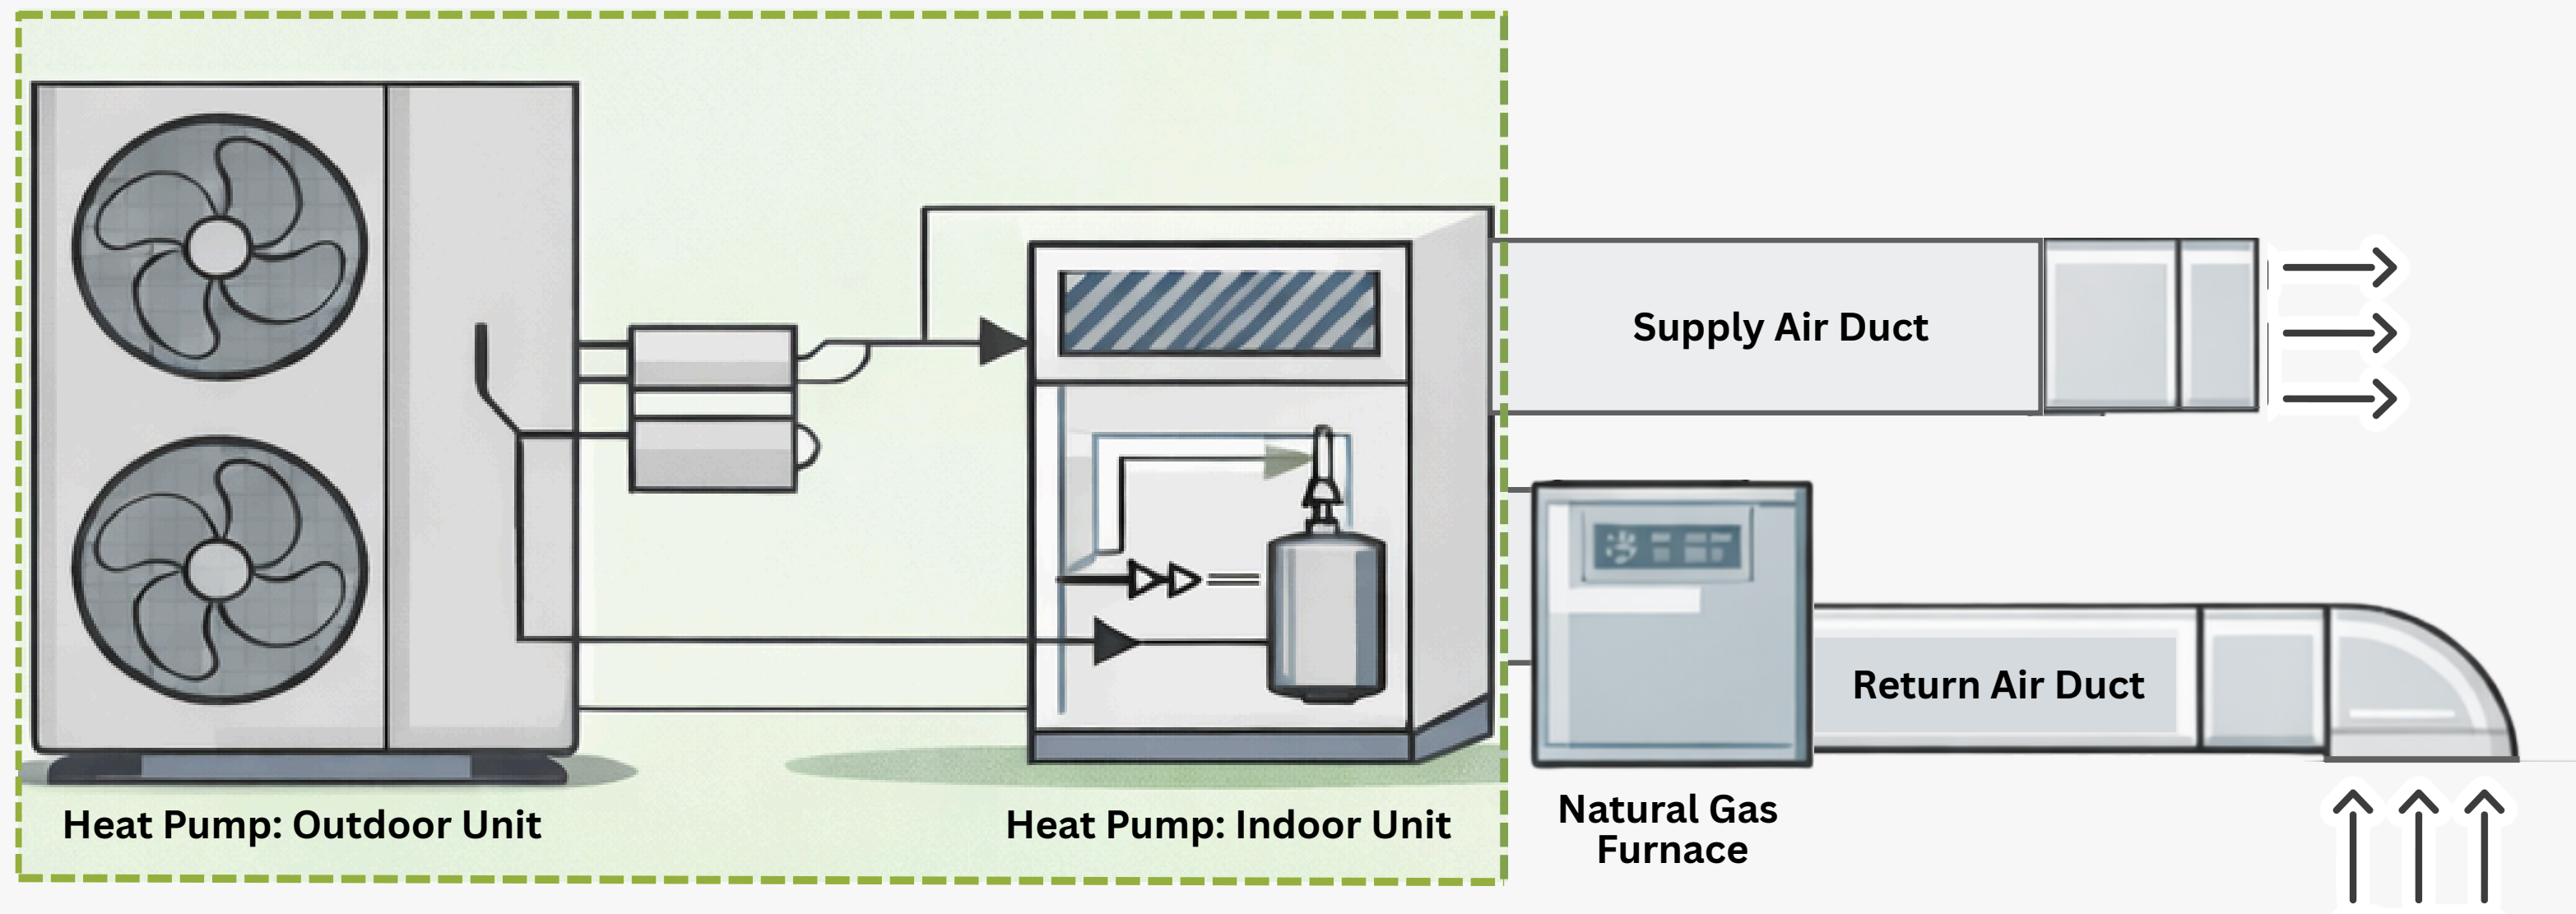 Supply Air Duct
Return Air Duct
Heat Pump: Outdoor Unit
Heat Pump: Indoor Unit
Natural Gas
Furnace